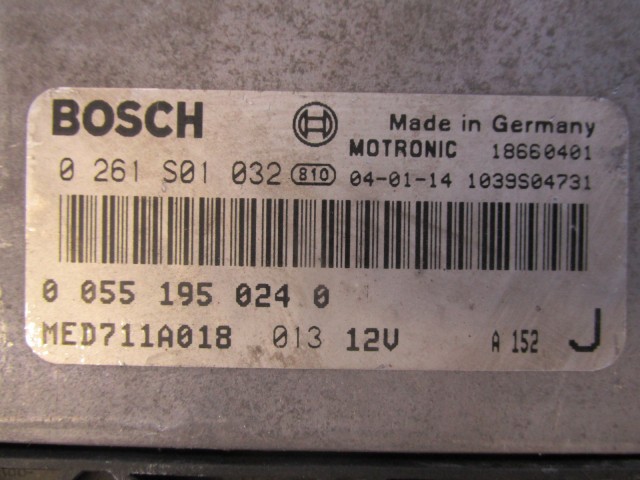 BOSCH Made in Germany
MOTRONIC 18660401
0 261 S01 032 810 04-01-14 1039S04731
0 055 195 024 0
MED711A018 013 12V A 152 J